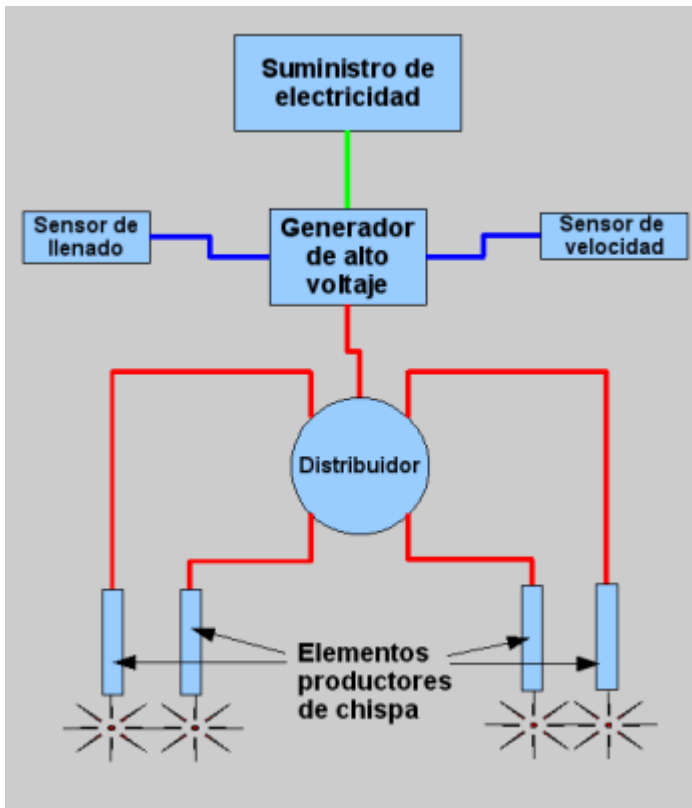 Suministro de
electricidad
Sensor de
llenado
Generador
de alto
voltaje
Sensor de
velocidad
Distribuidor
Elementos
productores
de chispa